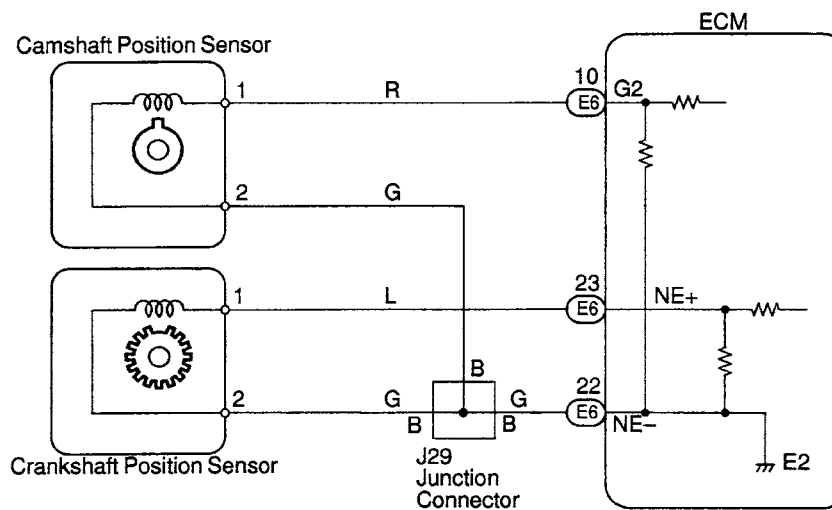 ECM
Camshaft Position Sensor
1
R
10
E6
G2
2
G
1
L
23
E6
NE+
B
2
G
B
B
G
22
E6
NE−
E2
J29
Junction
Connector
Crankshaft Position Sensor